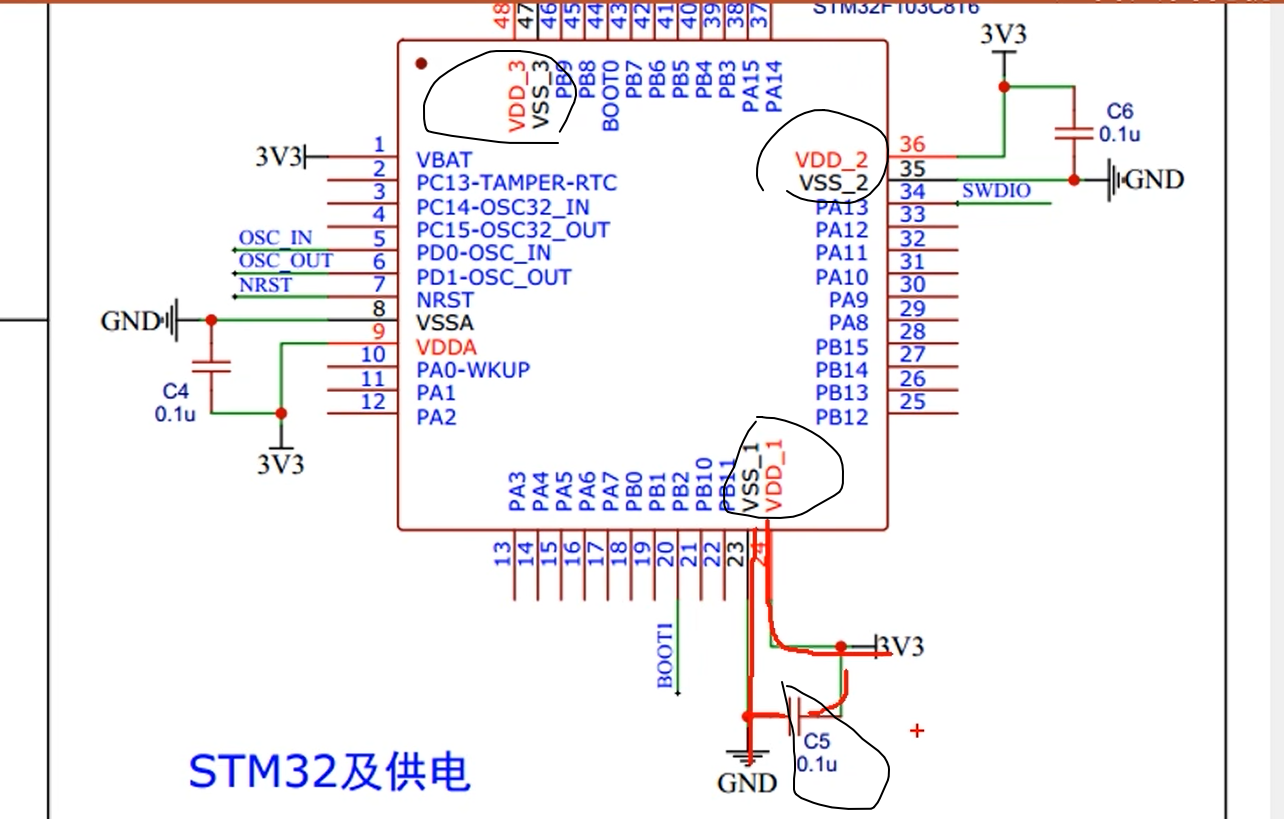 STM32F103C8T6
48 47 46 45 44 43 42 41 40 39 38 37
VDD_3 VSS_3 PB9 PB8 BOOT0 PB7 PB6 PB5 PB4 PB3 PA15 PA14
3V3
C6
0.1u
GND
3V3
1 VBAT
2 PC13-TAMPER-RTC
3 PC14-OSC32_IN
4 PC15-OSC32_OUT
OSC_IN 5 PD0-OSC_IN
OSC_OUT 6 PD1-OSC_OUT
NRST 7 NRST
GND 8 VSSA
9 VDDA
10 PA0-WKUP
11 PA1
12 PA2
C4
0.1u
3V3
VDD_2 36
VSS_2 35
PA13 34 SWDIO
PA12 33
PA11 32
PA10 31
PA9 30
PA8 29
PB15 28
PB14 27
PB13 26
PB12 25
PA3 PA4 PA5 PA6 PA7 PB0 PB1 PB2 PB10 PB11 VSS_1 VDD_1
13 14 15 16 17 18 19 20 21 22 23 24
BOOT1
3V3
C5
0.1u
GND
STM32及供电